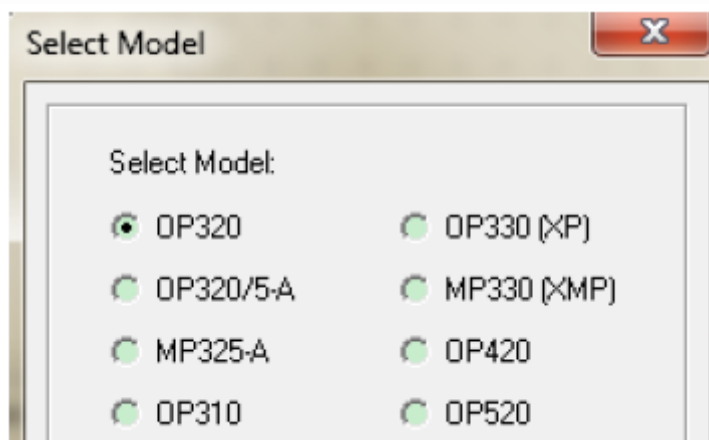 Select Model
Select Model:
OP320 OP330 (XP)
OP320/5-A MP330 (XMP)
MP325-A OP420
OP310 OP520